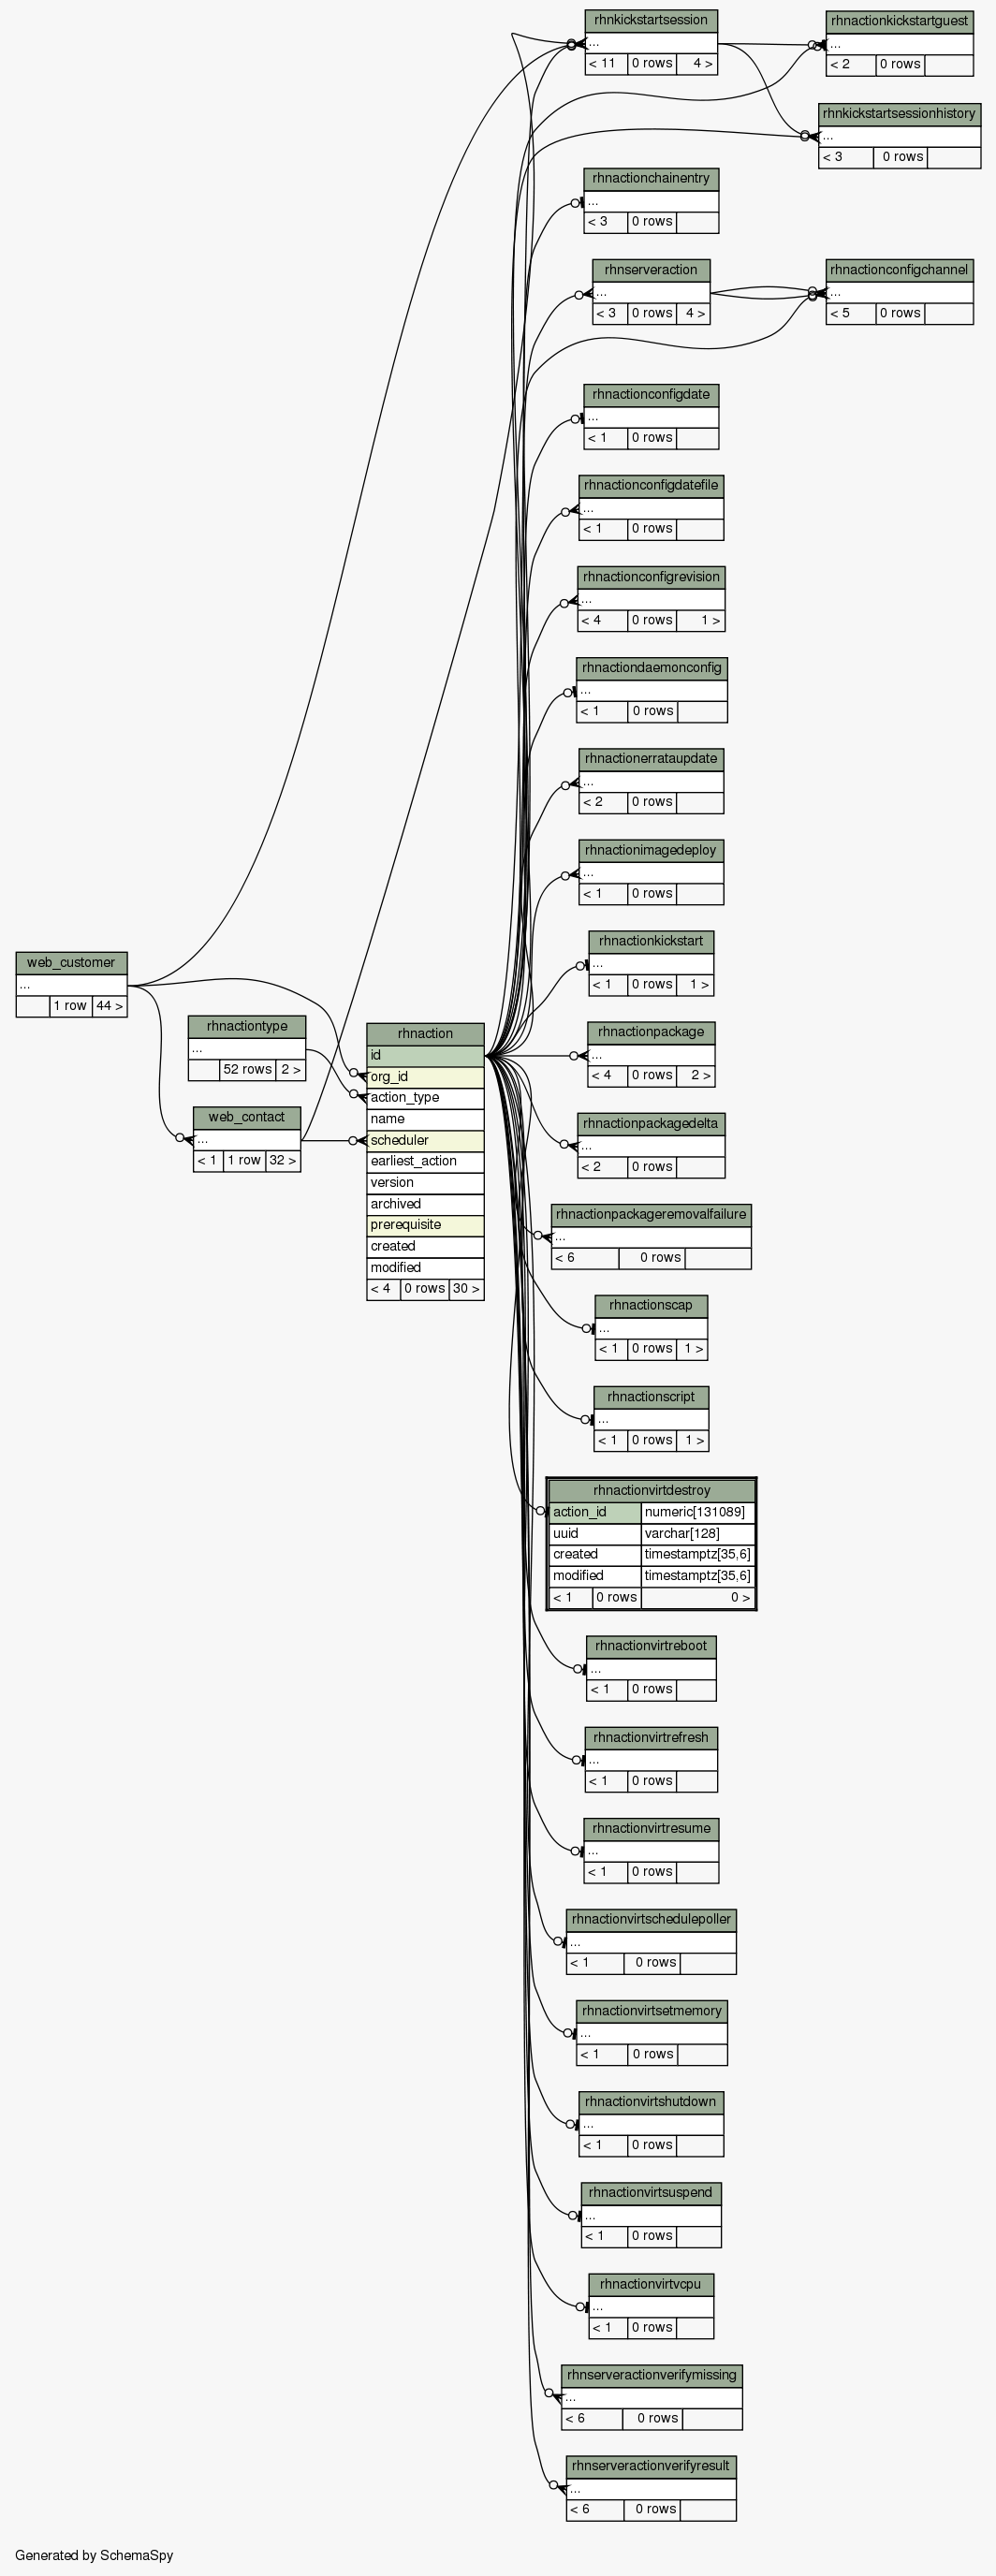 rhnkickstartsession
...
< 11 0 rows 4 >
rhnactionkickstartguest
...
< 2 0 rows
rhnkickstartsessionhistory
...
< 3 0 rows
rhnactionchainentry
...
< 3 0 rows
rhnserveraction
...
< 3 0 rows 4 >
rhnactionconfigchannel
...
< 5 0 rows
rhnactionconfigdate
...
< 1 0 rows
rhnactionconfigdatefile
...
< 1 0 rows
rhnactionconfigrevision
...
< 4 0 rows 1 >
rhnactiondaemonconfig
...
< 1 0 rows
rhnactionerrataupdate
...
< 2 0 rows
rhnactionimagedeploy
...
< 1 0 rows
rhnactionkickstart
...
< 1 0 rows 1 >
web_customer
...
1 row 44 >
rhnactiontype
...
52 rows 2 >
web_contact
...
< 1 1 row 32 >
rhnaction
id
org_id
action_type
name
scheduler
earliest_action
version
archived
prerequisite
created
modified
< 4 0 rows 30 >
rhnactionpackage
...
< 4 0 rows 2 >
rhnactionpackagedelta
...
< 2 0 rows
rhnactionpackageremovalfailure
...
< 6 0 rows
rhnactionscap
...
< 1 0 rows 1 >
rhnactionscript
...
< 1 0 rows 1 >
rhnactionvirtdestroy
action_id numeric[131089]
uuid varchar[128]
created timestamptz[35,6]
modified timestamptz[35,6]
< 1 0 rows 0 >
rhnactionvirtreboot
...
< 1 0 rows
rhnactionvirtrefresh
...
< 1 0 rows
rhnactionvirtresume
...
< 1 0 rows
rhnactionvirtschedulepoller
...
< 1 0 rows
rhnactionvirtsetmemory
...
< 1 0 rows
rhnactionvirtshutdown
...
< 1 0 rows
rhnactionvirtsuspend
...
< 1 0 rows
rhnactionvirtvcpu
...
< 1 0 rows
rhnserveractionverifymissing
...
< 6 0 rows
rhnserveractionverifyresult
...
< 6 0 rows
Generated by SchemaSpy